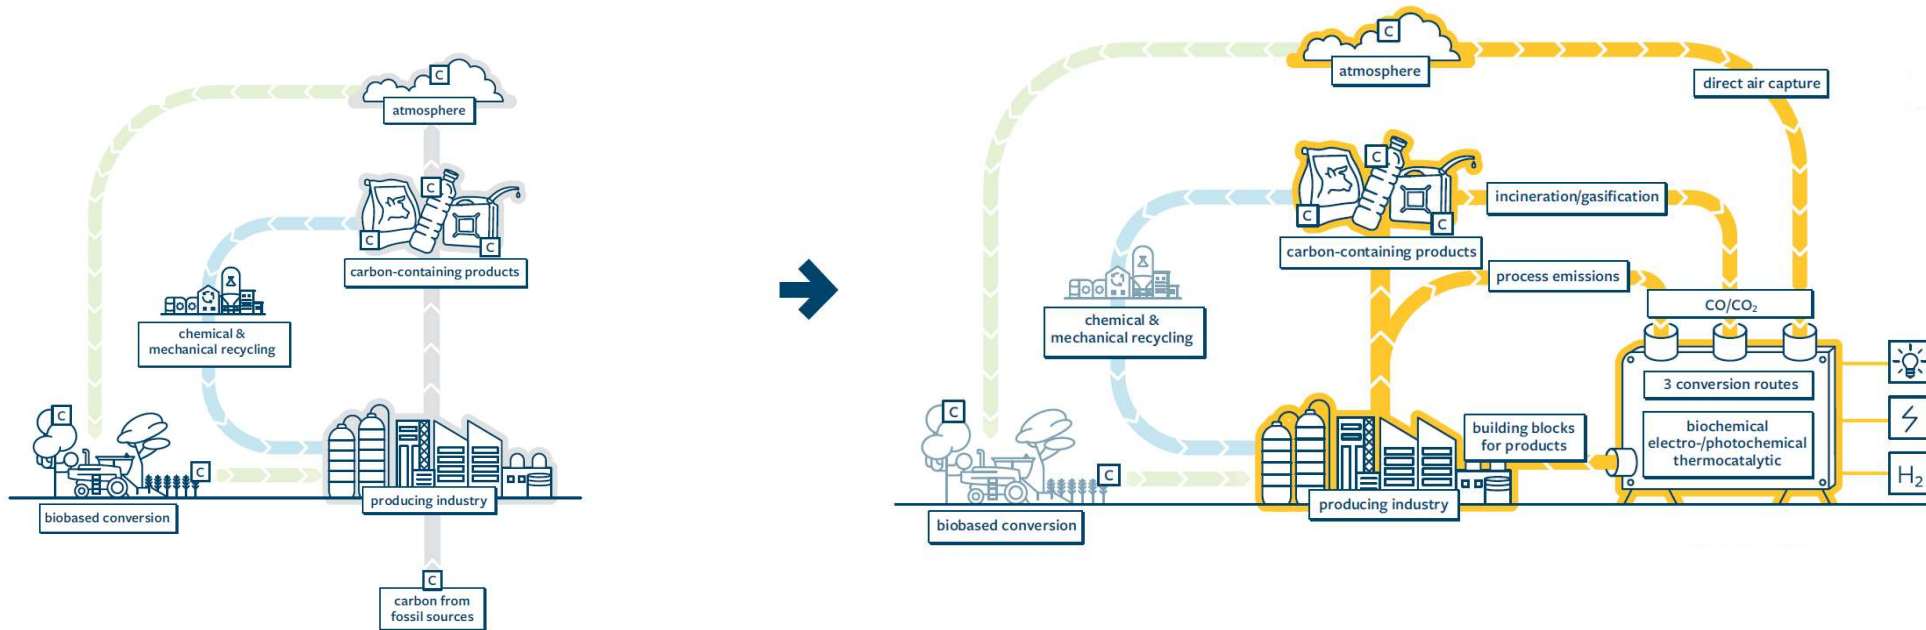 C
atmosphere
C
C
C
carbon-containing products
chemical &
mechanical recycling
C
C
biobased conversion
producing industry
C
carbon from
fossil sources
C
atmosphere
direct air capture
C
C
C
incineration/gasification
carbon-containing products
process emissions
CO/CO₂
chemical &
mechanical recycling
3 conversion routes
biochemical
electro-/photochemical
thermocatalytic
building blocks
for products
H₂
C
C
producing industry
biobased conversion